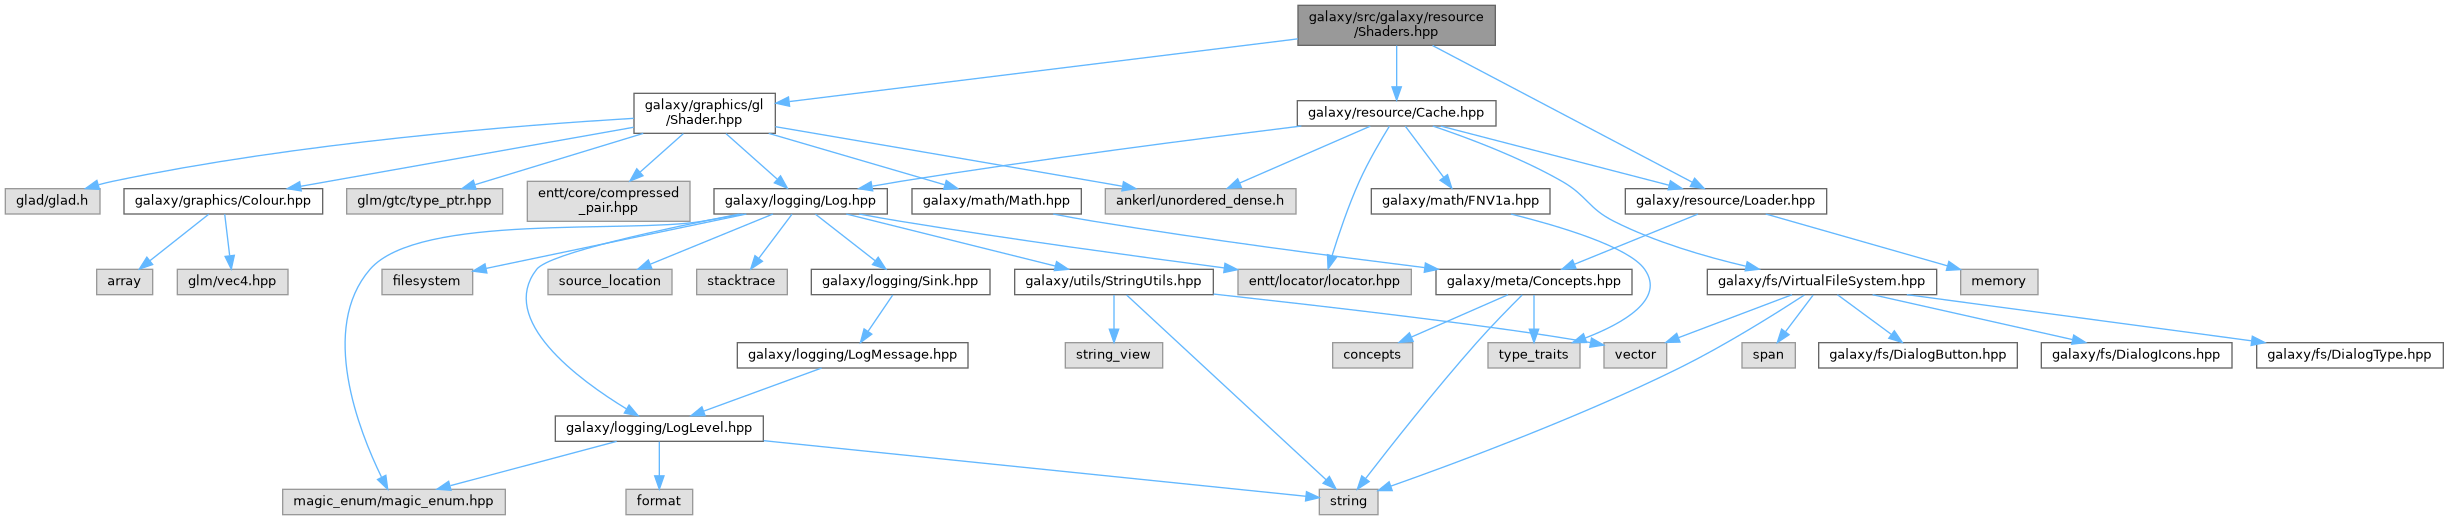 galaxy/src/galaxy/resource
/Shaders.hpp
galaxy/graphics/gl
/Shader.hpp
galaxy/resource/Cache.hpp
glad/glad.h
galaxy/graphics/Colour.hpp
glm/gtc/type_ptr.hpp
entt/core/compressed
_pair.hpp
galaxy/logging/Log.hpp
galaxy/math/Math.hpp
ankerl/unordered_dense.h
galaxy/math/FNV1a.hpp
galaxy/resource/Loader.hpp
array
glm/vec4.hpp
filesystem
source_location
stacktrace
galaxy/logging/Sink.hpp
galaxy/utils/StringUtils.hpp
entt/locator/locator.hpp
galaxy/meta/Concepts.hpp
galaxy/fs/VirtualFileSystem.hpp
memory
galaxy/logging/LogMessage.hpp
string_view
concepts
type_traits
vector
span
galaxy/fs/DialogButton.hpp
galaxy/fs/DialogIcons.hpp
galaxy/fs/DialogType.hpp
galaxy/logging/LogLevel.hpp
magic_enum/magic_enum.hpp
format
string